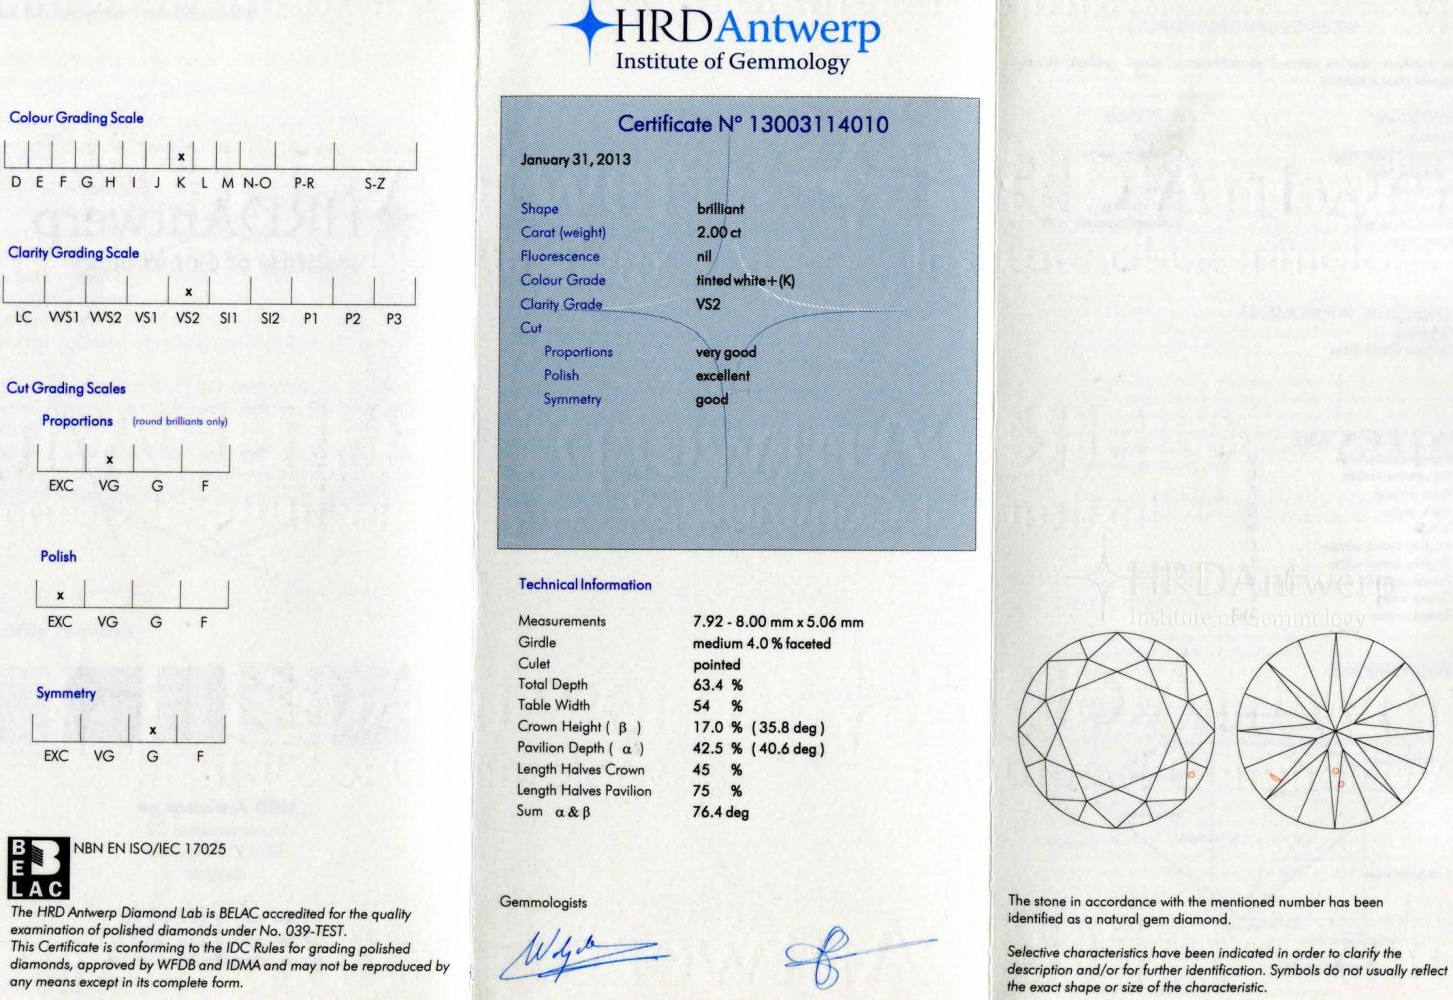 Colour Grading Scale
x
D E F G H I J K L M N-O P-R S-Z
Clarity Grading Scale
x
LC VVS1 VVS2 VS1 VS2 SI1 SI2 P1 P2 P3
Cut Grading Scales
Proportions (round brilliants only)
x
EXC VG G F
Polish
x
EXC VG G F
Symmetry
x
EXC VG G F
BELAC
NBN EN ISO/IEC 17025
The HRD Antwerp Diamond Lab is BELAC accredited for the quality
examination of polished diamonds under No. 039-TEST.
This Certificate is conforming to the IDC Rules for grading polished
diamonds, approved by WFDB and IDMA and may not be reproduced by
any means except in its complete form.
HRD Antwerp
Institute of Gemmology
Certificate N° 13003114010
January 31, 2013
Shape brilliant
Carat (weight) 2.00 ct
Fluorescence nil
Colour Grade tinted white+(K)
Clarity Grade VS2
Cut
Proportions very good
Polish excellent
Symmetry good
Technical Information
Measurements 7.92 - 8.00 mm x 5.06 mm
Girdle medium 4.0 % faceted
Culet pointed
Total Depth 63.4 %
Table Width 54 %
Crown Height ( β ) 17.0 % ( 35.8 deg )
Pavilion Depth ( α ) 42.5 % ( 40.6 deg )
Length Halves Crown 45 %
Length Halves Pavilion 75 %
Sum α & β 76.4 deg
Gemmologists
HRD Antwerp
Institute of Gemmology
The stone in accordance with the mentioned number has been
identified as a natural gem diamond.
Selective characteristics have been indicated in order to clarify the
description and/or for further identification. Symbols do not usually reflect
the exact shape or size of the characteristic.